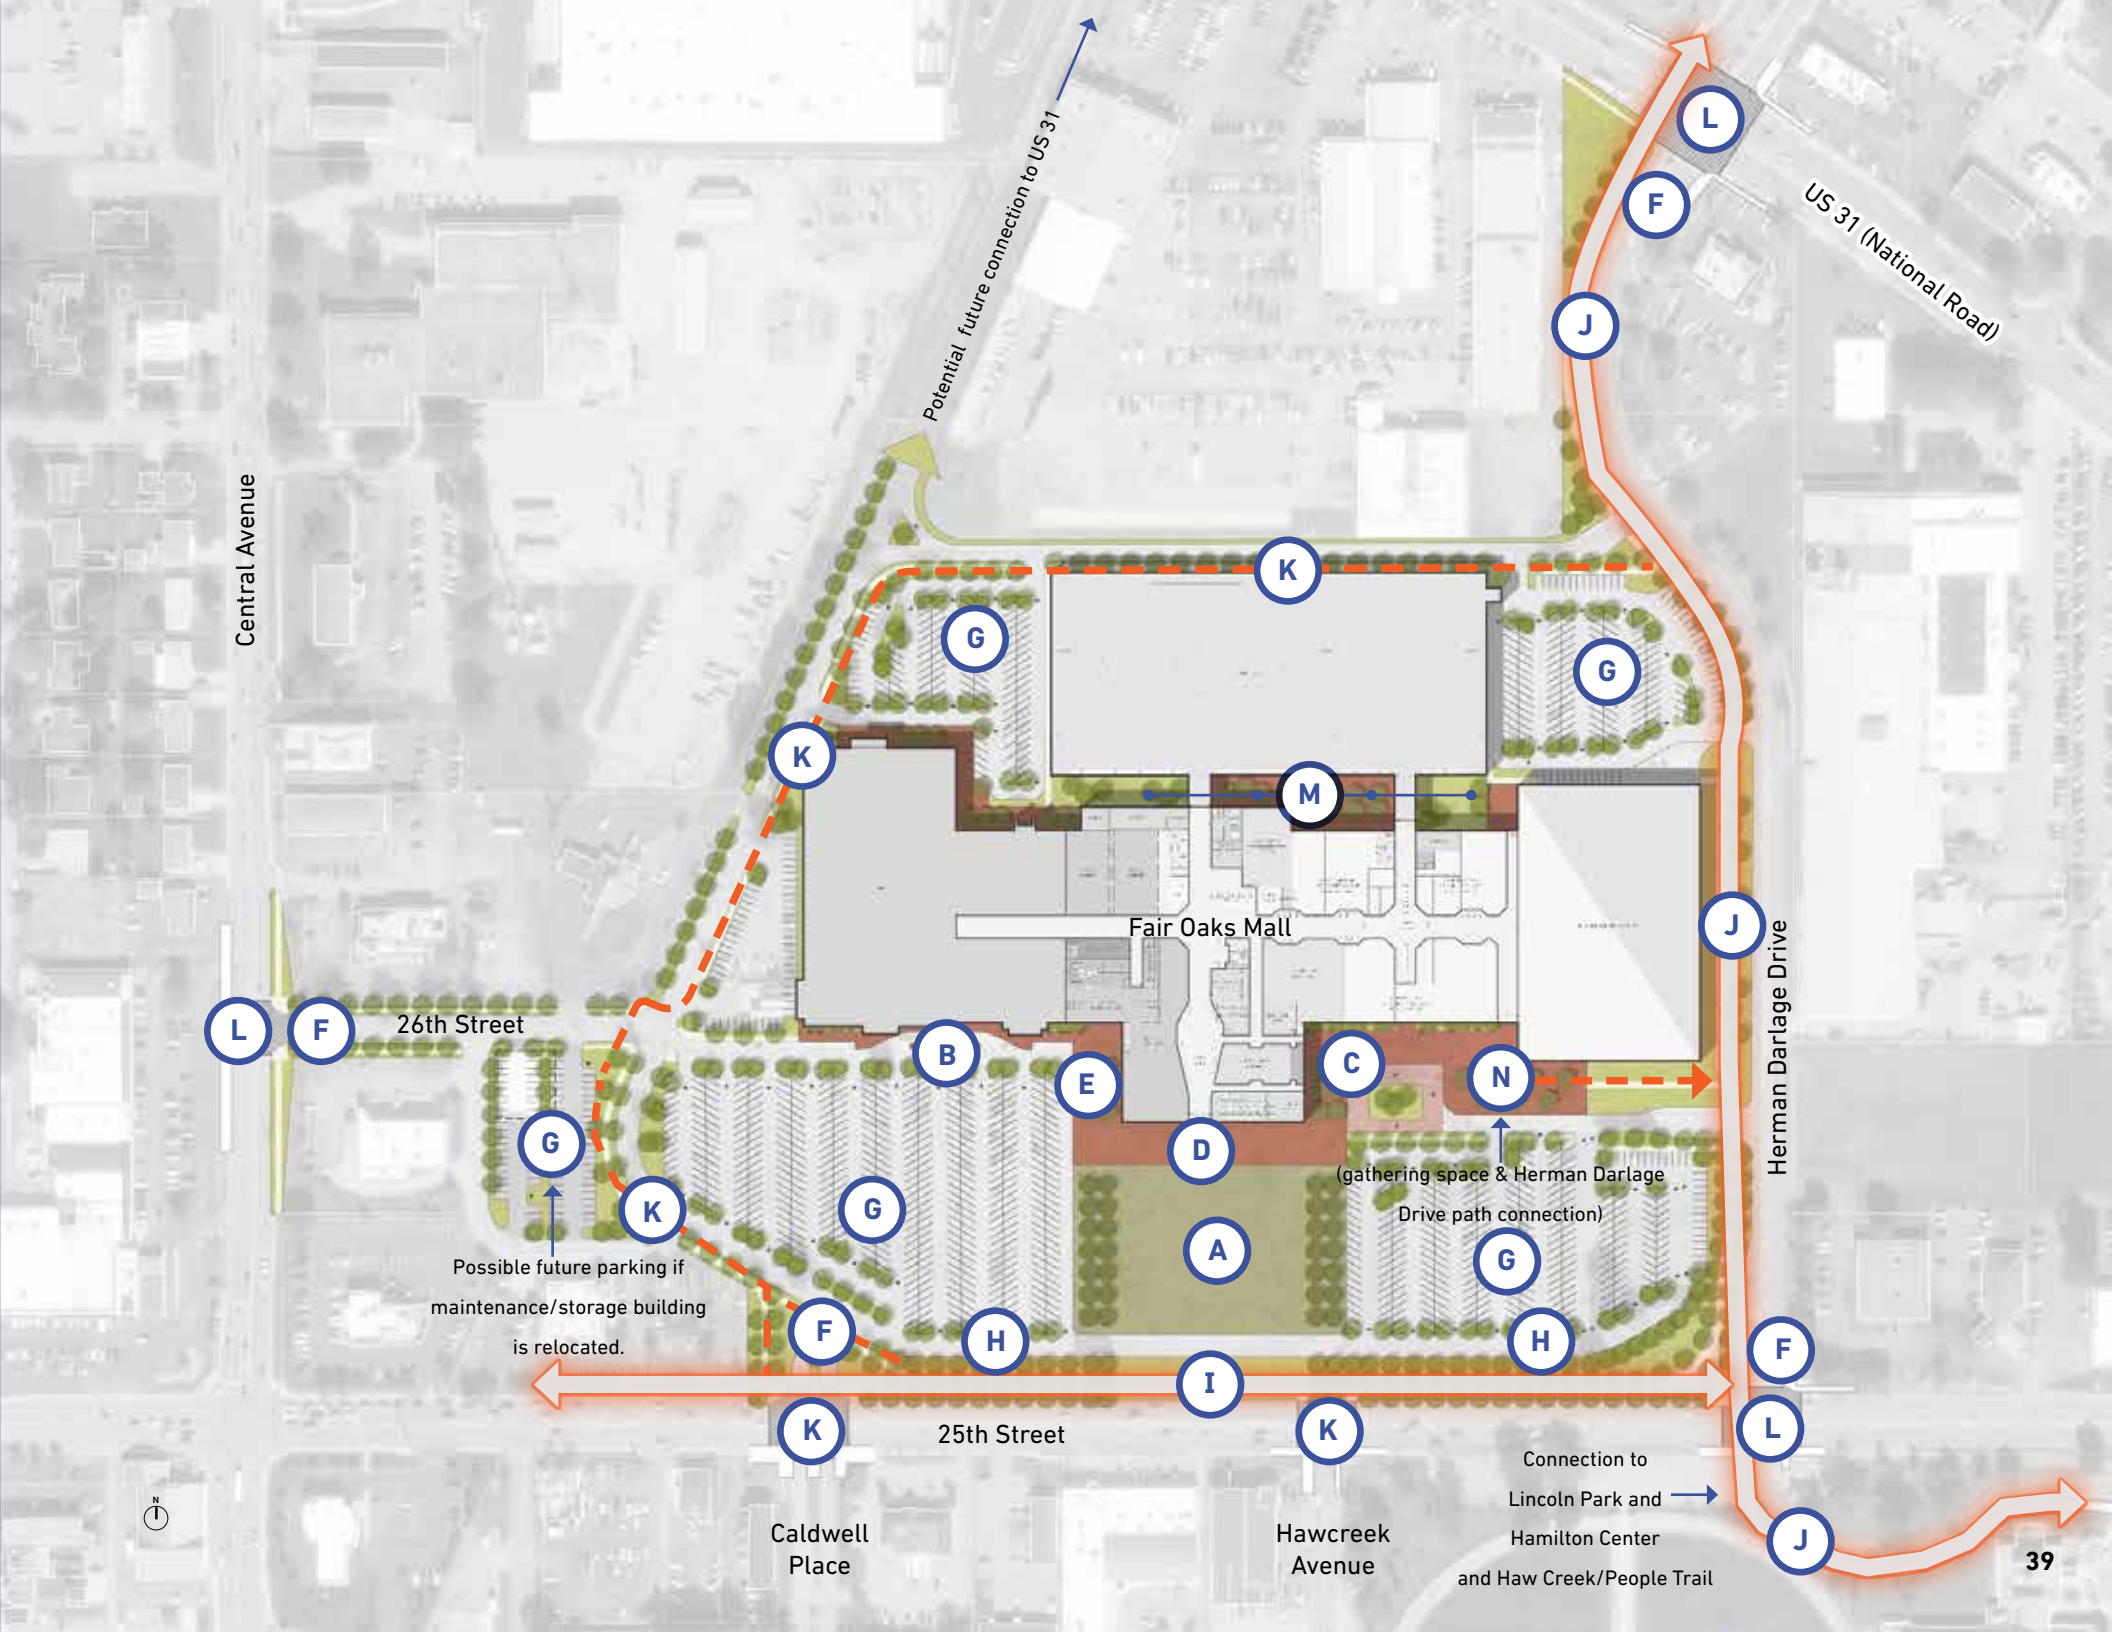 Potential future connection to US 31
L
F
US 31 (National Road)
J
Central Avenue
K
G
G
K
M
Fair Oaks Mall
J
Herman Darlage Drive
L
F
26th Street
B
E
C
N
G
D
(gathering space & Herman Darlage
Drive path connection)
K
G
A
G
Possible future parking if
maintenance/storage building
is relocated.
F
H
H
F
I
K
25th Street
K
L
Connection to
Lincoln Park and
Hamilton Center
and Haw Creek/People Trail
N
Caldwell
Place
Hawcreek
Avenue
J
39